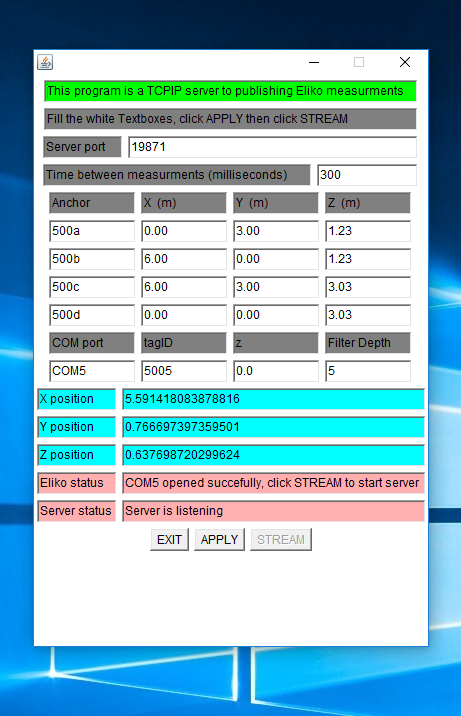 This program is a TCPIP server to publishing Eliko measurments
Fill the white Textboxes, click APPLY then click STREAM
Server port 19871
Time between measurments (milliseconds) 300
Anchor X (m) Y (m) Z (m)
500a 0.00 3.00 1.23
500b 6.00 0.00 1.23
500c 6.00 3.00 3.03
500d 0.00 0.00 3.03
COM port tagID z Filter Depth
COM5 5005 0.0 5
X position 5.591418083878816
Y position 0.766697397359501
Z position 0.637698720299624
Eliko status COM5 opened succefully, click STREAM to start server
Server status Server is listening
EXIT APPLY STREAM